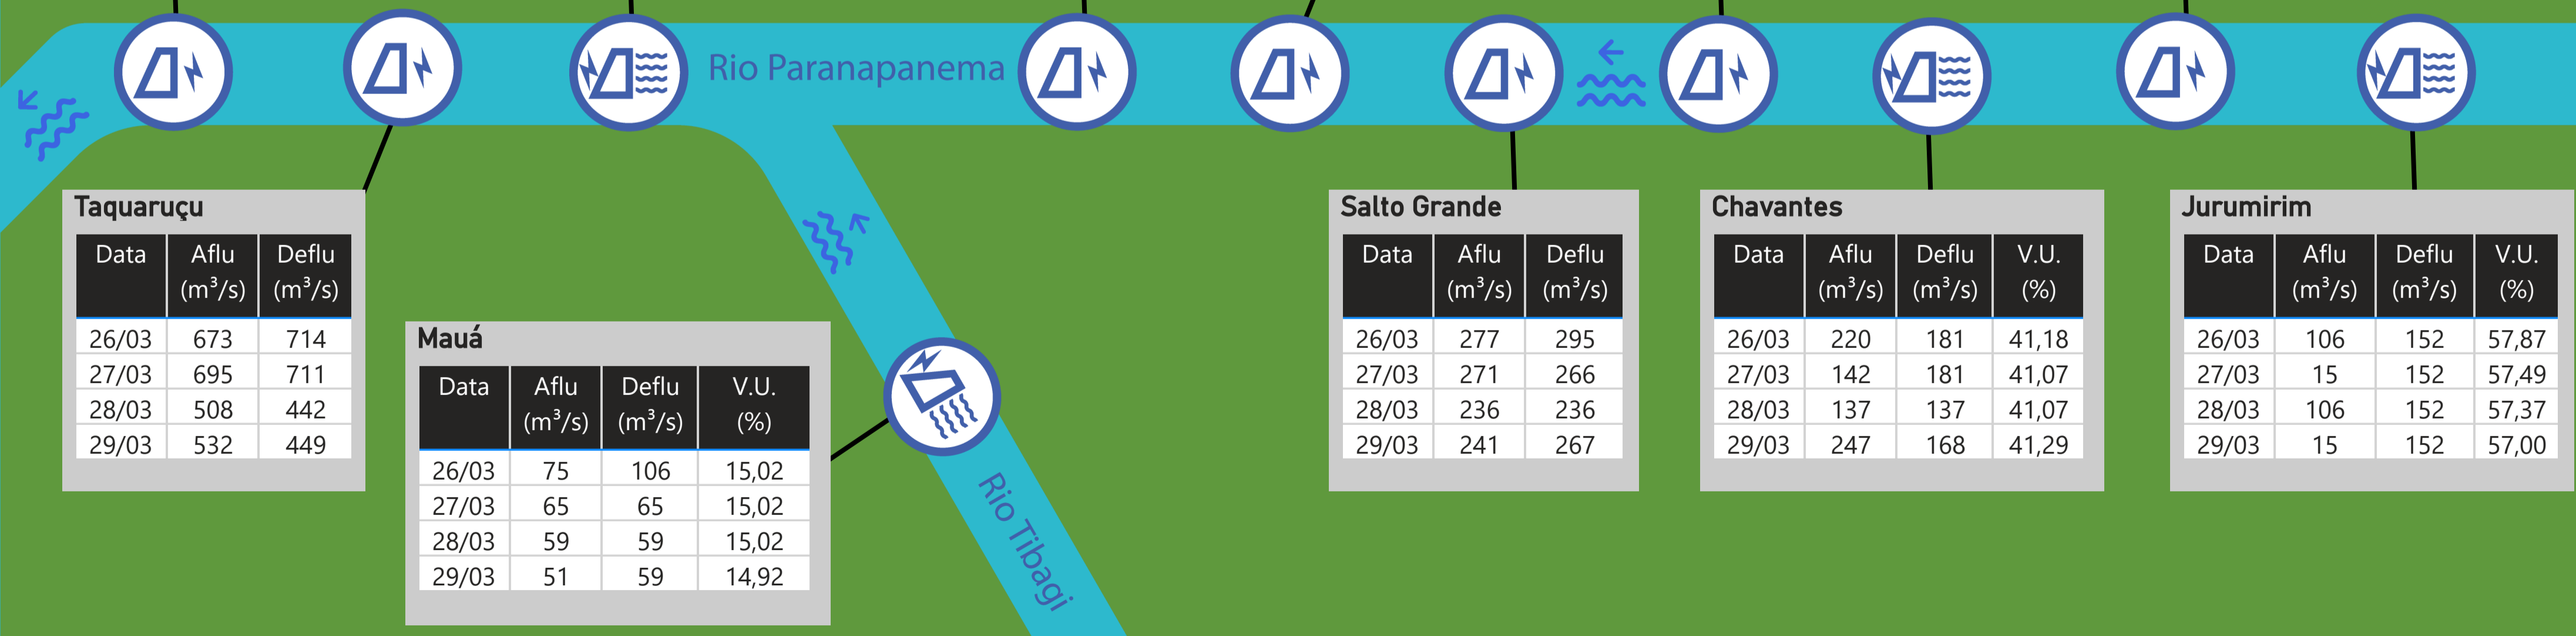 Rio Paranapanema
Taquaruçu
Data Aflu (m³/s) Deflu (m³/s)
26/03 673 714
27/03 695 711
28/03 508 442
29/03 532 449
Mauá
Data Aflu (m³/s) Deflu (m³/s) V.U. (%)
26/03 75 106 15,02
27/03 65 65 15,02
28/03 59 59 15,02
29/03 51 59 14,92
Rio Tibagi
Salto Grande
Data Aflu (m³/s) Deflu (m³/s)
26/03 277 295
27/03 271 266
28/03 236 236
29/03 241 267
Chavantes
Data Aflu (m³/s) Deflu (m³/s) V.U. (%)
26/03 220 181 41,18
27/03 142 181 41,07
28/03 137 137 41,07
29/03 247 168 41,29
Jurumirim
Data Aflu (m³/s) Deflu (m³/s) V.U. (%)
26/03 106 152 57,87
27/03 15 152 57,49
28/03 106 152 57,37
29/03 15 152 57,00